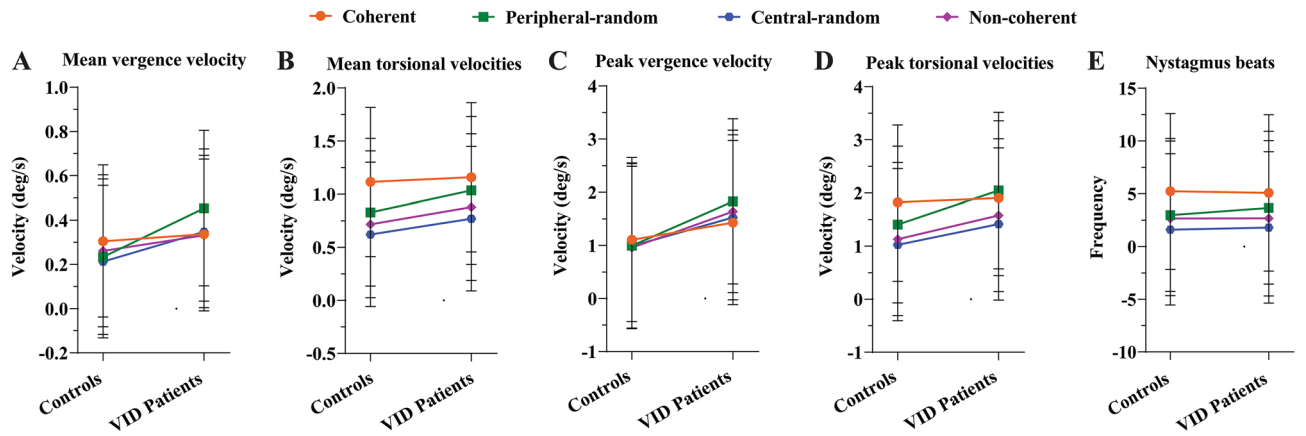 Coherent Peripheral-random Central-random Non-coherent
A Mean vergence velocity
Velocity (deg/s)
1.0
0.8
0.6
0.4
0.2
0.0
-0.2
Controls
VID Patients
B Mean torsional velocities
Velocity (deg/s)
2.0
1.5
1.0
0.5
0.0
-0.5
Controls
VID Patients
C Peak vergence velocity
Velocity (deg/s)
4
3
2
1
0
-1
Controls
VID Patients
D Peak torsional velocities
Velocity (deg/s)
4
3
2
1
0
-1
Controls
VID Patients
E Nystagmus beats
Frequency
15
10
5
0
-5
-10
Controls
VID Patients